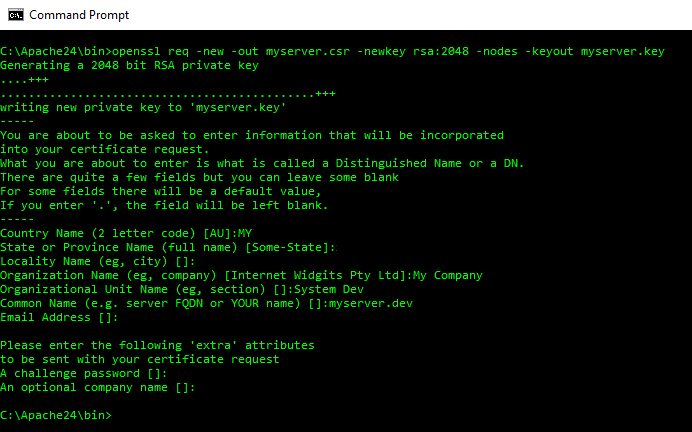 Command Prompt
C:\Apache24\bin>openssl req -new -out myserver.csr -newkey rsa:2048 -nodes -keyout myserver.key
Generating a 2048 bit RSA private key
....+++
.............................................+++
writing new private key to 'myserver.key'
-----
You are about to be asked to enter information that will be incorporated
into your certificate request.
What you are about to enter is what is called a Distinguished Name or a DN.
There are quite a few fields but you can leave some blank
For some fields there will be a default value,
If you enter '.', the field will be left blank.
-----
Country Name (2 letter code) [AU]:MY
State or Province Name (full name) [Some-State]:
Locality Name (eg, city) []:
Organization Name (eg, company) [Internet Widgits Pty Ltd]:My Company
Organizational Unit Name (eg, section) []:System Dev
Common Name (e.g. server FQDN or YOUR name) []:myserver.dev
Email Address []:
Please enter the following 'extra' attributes
to be sent with your certificate request
A challenge password []:
An optional company name []:
C:\Apache24\bin>